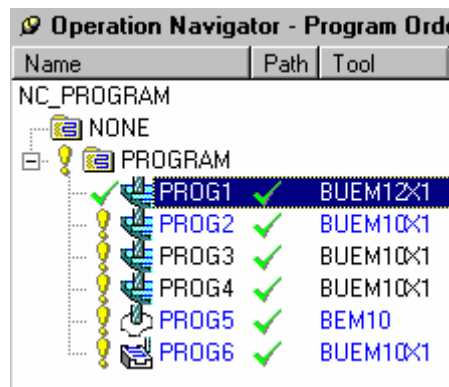 Operation Navigator - Program Orde
Name Path Tool
NC_PROGRAM
NONE
PROGRAM
PROG1 BUEM12X1
PROG2 BUEM10X1
PROG3 BUEM10X1
PROG4 BUEM10X1
PROG5 BEM10
PROG6 BUEM10X1